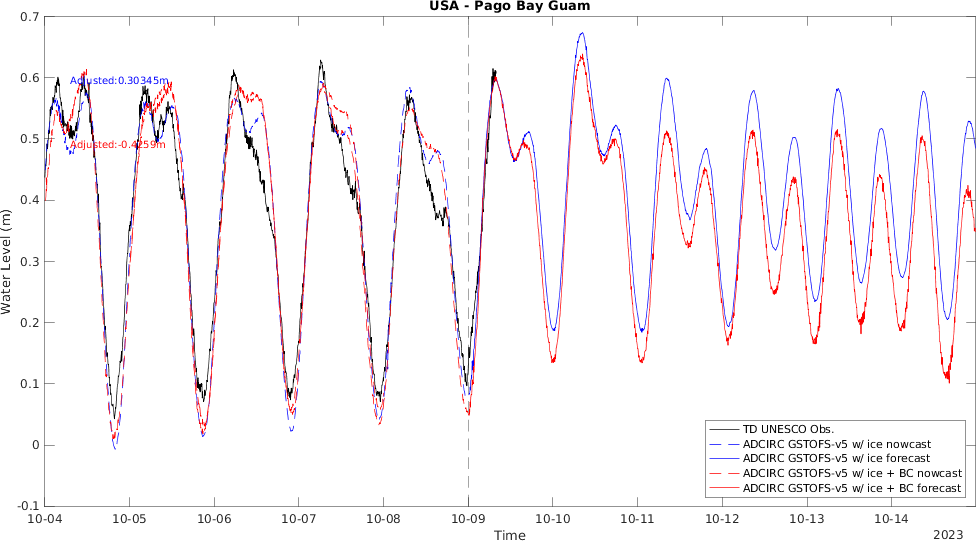 USA - Pago Bay Guam
0.7
0.6
0.5
0.4
0.3
0.2
0.1
0
-0.1
Water Level (m)
Adjusted:0.30345m
Adjusted:-0.4259m
TD UNESCO Obs.
ADCIRC GSTOFS-v5 w/ ice nowcast
ADCIRC GSTOFS-v5 w/ ice forecast
ADCIRC GSTOFS-v5 w/ ice + BC nowcast
ADCIRC GSTOFS-v5 w/ ice + BC forecast
10-04 10-05 10-06 10-07 10-08 10-09 10-10 10-11 10-12 10-13 10-14
Time
2023